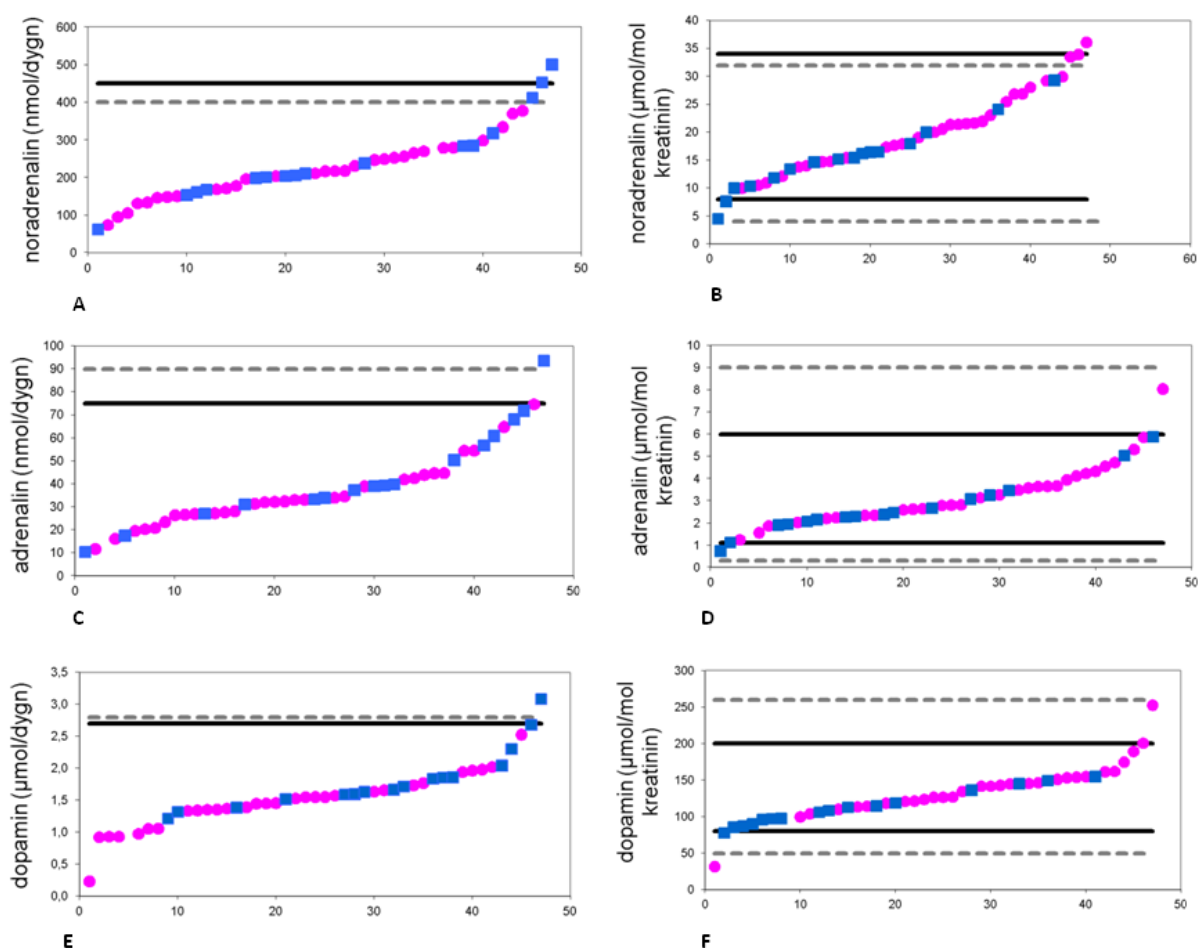 noradrenalin (nmol/dygn)
600
500
400
300
200
100
0
0 10 20 30 40 50
A
noradrenalin (µmol/mol
kreatinin)
40
35
30
25
20
15
10
5
0
0 10 20 30 40 50 60
B
adrenalin (nmol/dygn)
100
90
80
70
60
50
40
30
20
10
0
0 10 20 30 40 50
C
adrenalin (µmol/mol
kreatinin)
10
9
8
7
6
5
4
3
2
1
0
0 10 20 30 40 50
D
dopamin (µmol/dygn)
3,5
3,0
2,5
2,0
1,5
1,0
0,5
0,0
0 10 20 30 40 50
E
dopamin (µmol/mol
kreatinin)
300
250
200
150
100
50
0
0 10 20 30 40 50
F